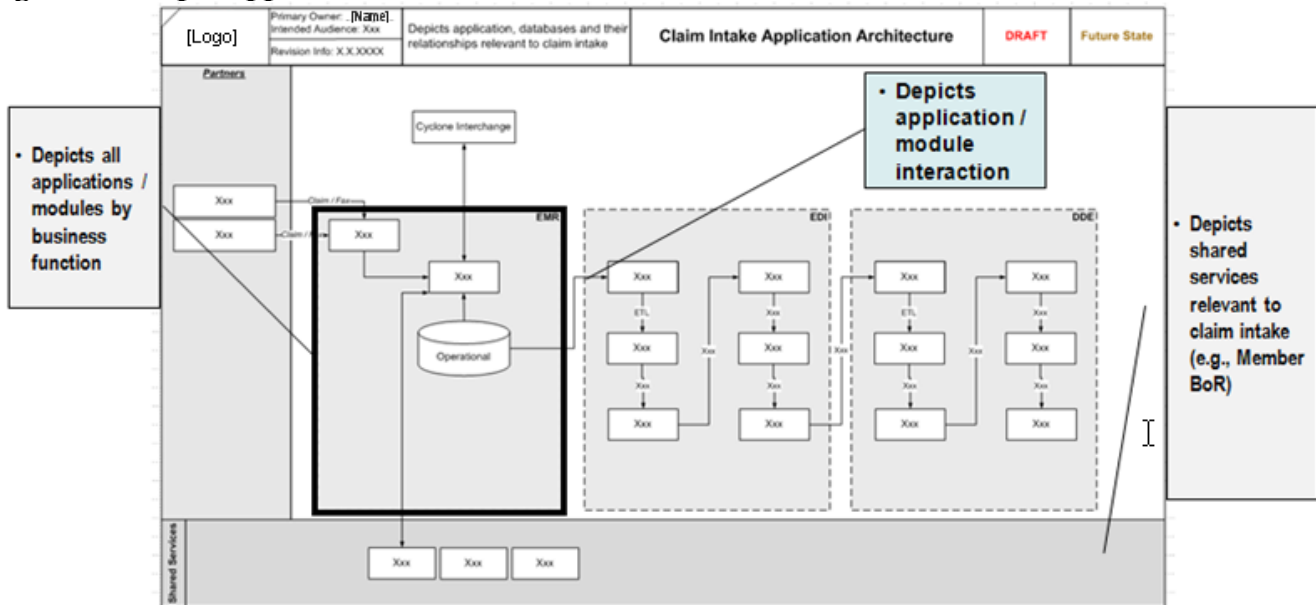 [Logo]
Primary Owner: [Name]
Intended Audience: Xxx
Revision Info: X.X.XXXX
Depicts application, databases and their
relationships relevant to claim intake
Claim Intake Application Architecture
DRAFT
Future State
Partners
• Depicts
application /
module
interaction
• Depicts all
applications /
modules by
business
function
• Depicts
shared
services
relevant to
claim intake
(e.g., Member
BoR)
Cyclone Interchange
Xxx
Xxx
Claim / Fax
Claim /
EMR
Xxx
Xxx
Operational
EDI
Xxx
ETL
Xxx
Xxx
Xxx
Xxx
Xxx
Xxx
Xxx
Xxx
Xxx
Xxx
DDE
Xxx
ETL
Xxx
Xxx
Xxx
Xxx
Xxx
Xxx
Xxx
Xxx
Xxx
Xxx
Shared Services
Xxx
Xxx
Xxx